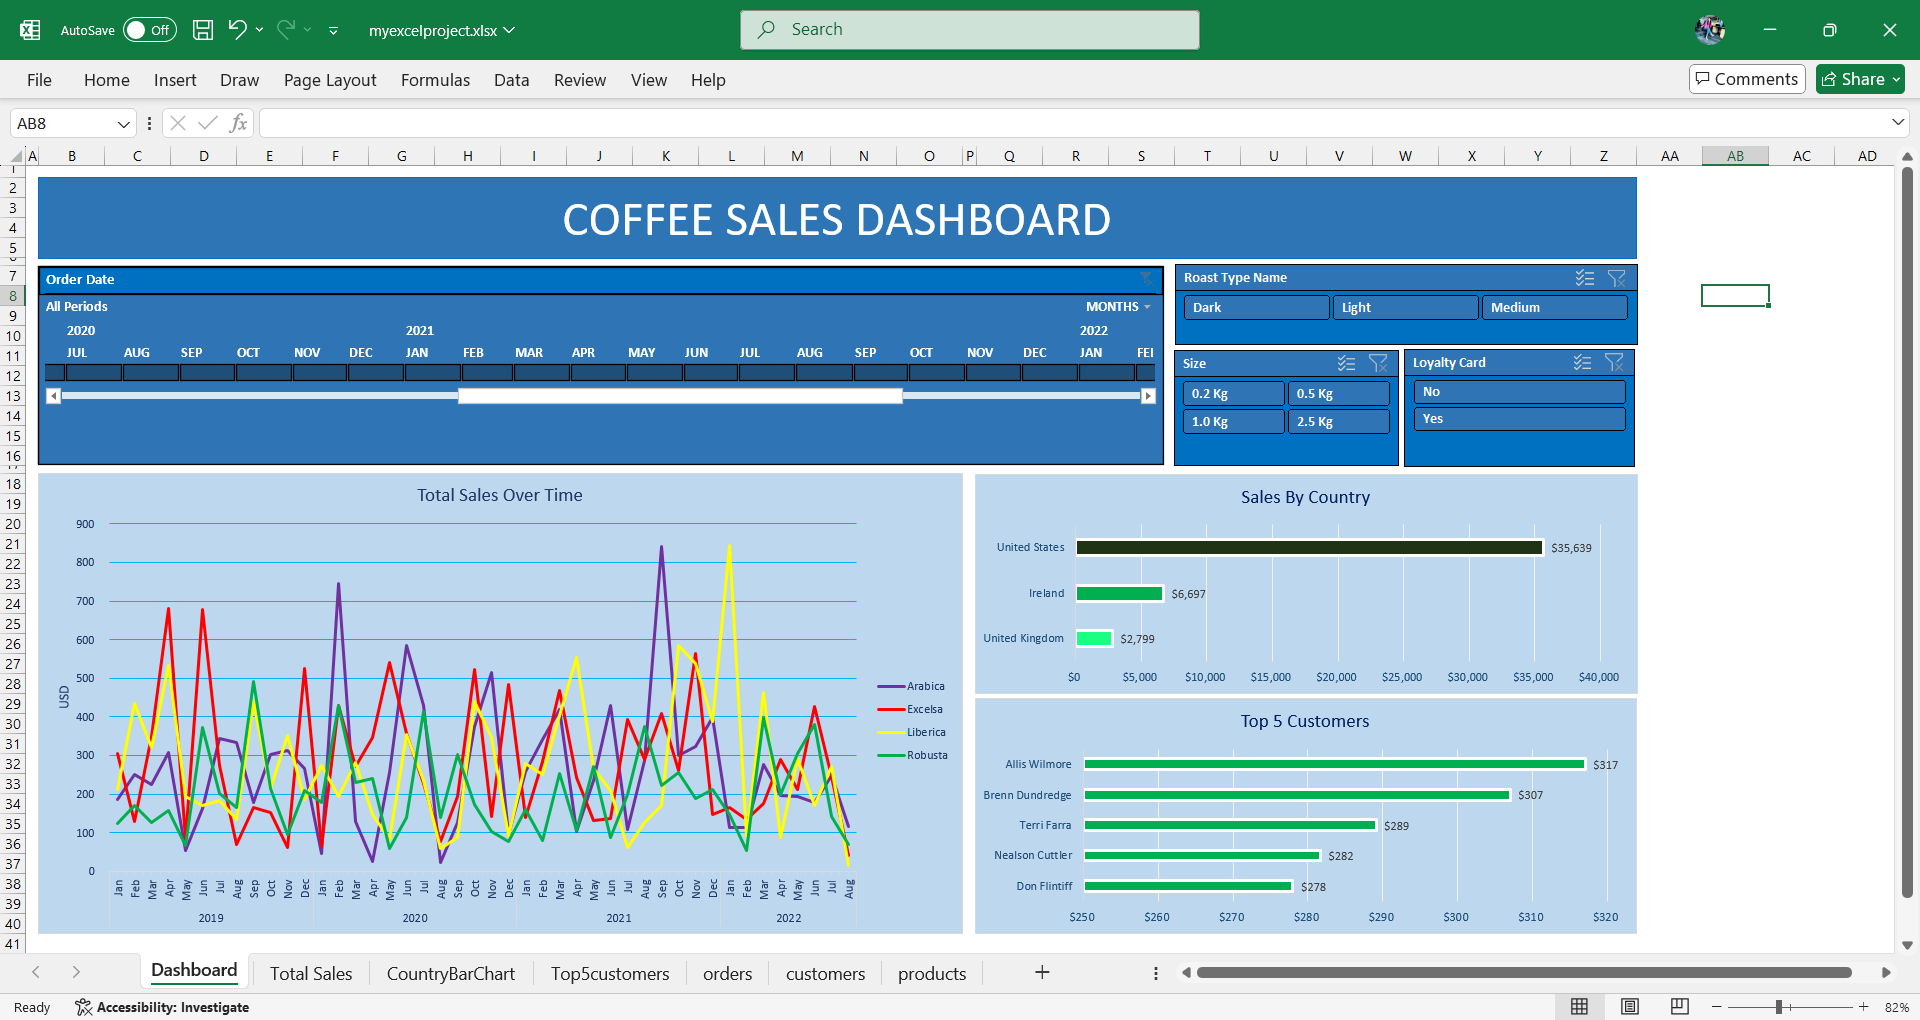 AutoSave Off myexcelproject.xlsx Search
File Home Insert Draw Page Layout Formulas Data Review View Help Comments Share
AB8 fx
A B C D E F G H I J K L M N O P Q R S T U V W X Y Z AA AB AC AD
1
2
3
4
5
6
7
8
9
10
11
12
13
14
15
16
17
18
19
20
21
22
23
24
25
26
27
28
29
30
31
32
33
34
35
36
37
38
39
40
41
COFFEE SALES DASHBOARD
Order Date
All Periods MONTHS
2020 2021 2022
JUL AUG SEP OCT NOV DEC JAN FEB MAR APR MAY JUN JUL AUG SEP OCT NOV DEC JAN FEI
Roast Type Name
Dark Light Medium
Size
0.2 Kg 0.5 Kg
1.0 Kg 2.5 Kg
Loyalty Card
No
Yes
Total Sales Over Time
900
800
700
600
500
400
300
200
100
0
USD
Arabica
Excelsa
Liberica
Robusta
Jan Feb Mar Apr May Jun Jul Aug Sep Oct Nov Dec Jan Feb Mar Apr May Jun Jul Aug Sep Oct Nov Dec Jan Feb Mar Apr May Jun Jul Aug Sep Oct Nov Dec Jan Feb Mar Apr May Jun Jul Aug
2019 2020 2021 2022
Sales By Country
United States $35,639
Ireland $6,697
United Kingdom $2,799
$0 $5,000 $10,000 $15,000 $20,000 $25,000 $30,000 $35,000 $40,000
Top 5 Customers
Allis Wilmore $317
Brenn Dundredge $307
Terri Farra $289
Nealson Cuttler $282
Don Flintiff $278
$250 $260 $270 $280 $290 $300 $310 $320
Dashboard Total Sales CountryBarChart Top5customers orders customers products
Ready Accessibility: Investigate 82%